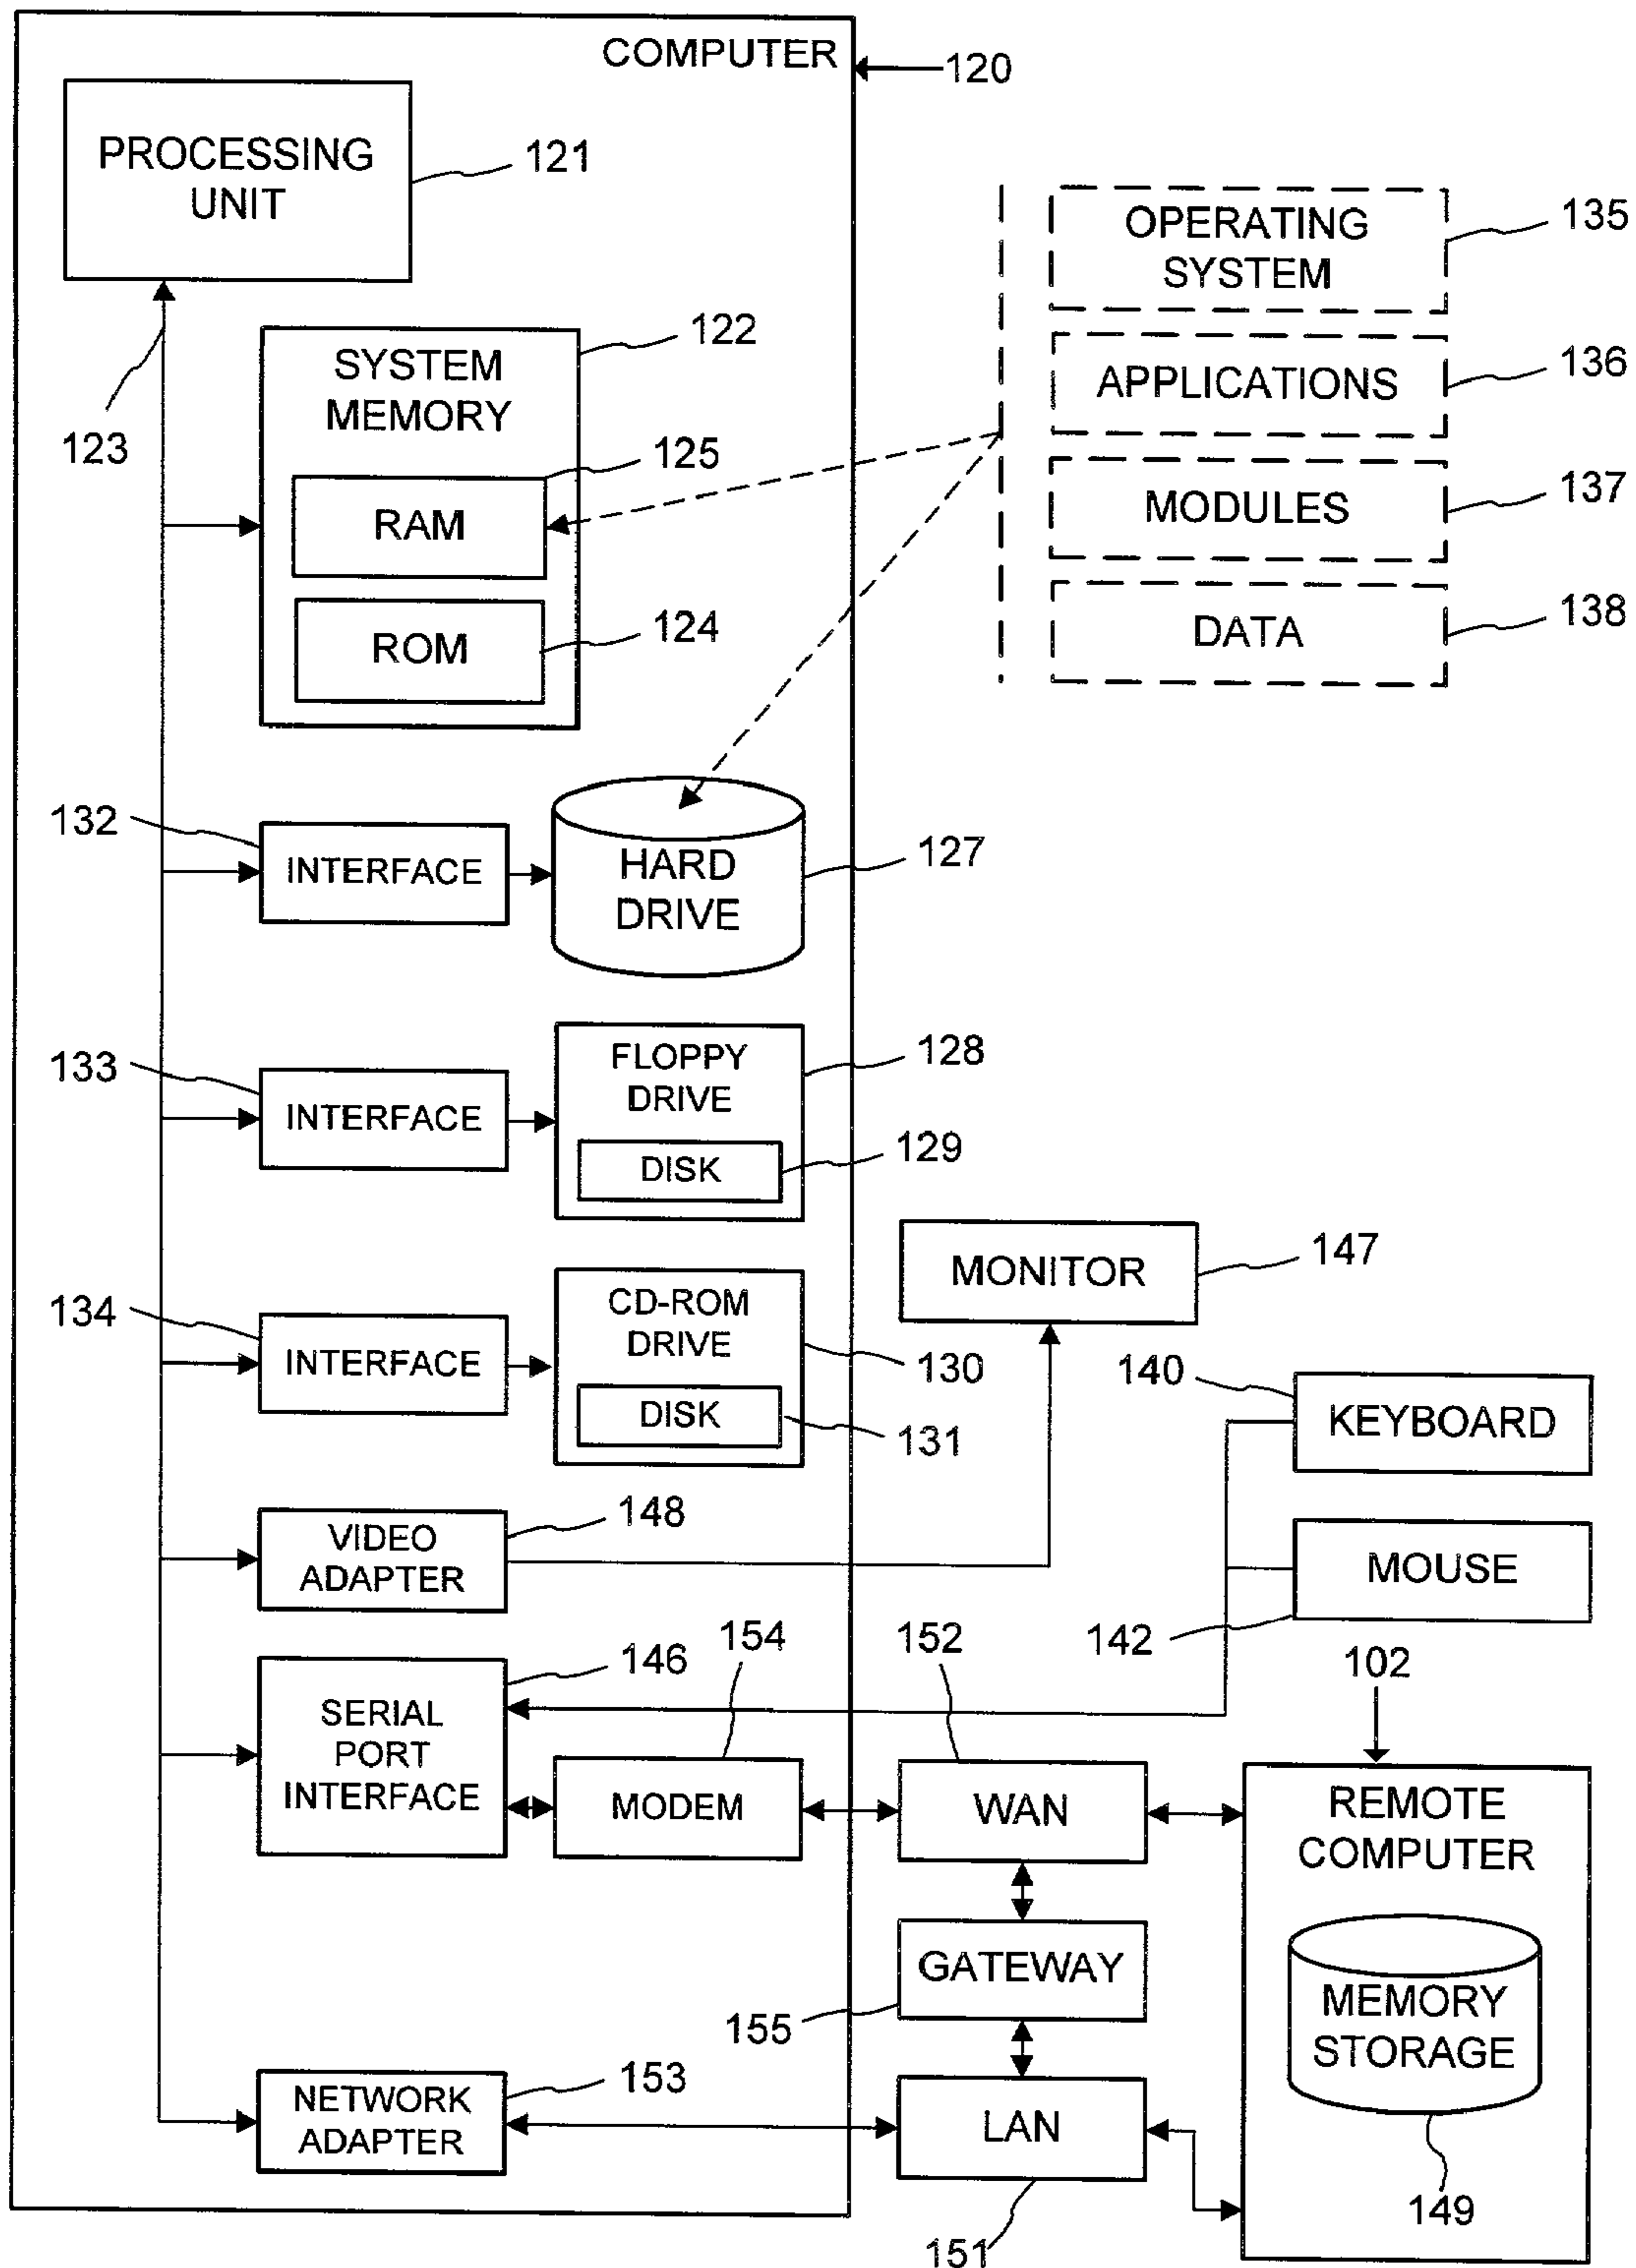 COMPUTER
120
PROCESSING
UNIT
121
123
SYSTEM
MEMORY
122
RAM
125
ROM
124
OPERATING
SYSTEM
135
APPLICATIONS
136
MODULES
137
DATA
138
132
INTERFACE
HARD
DRIVE
127
133
INTERFACE
FLOPPY
DRIVE
128
DISK
129
134
INTERFACE
CD-ROM
DRIVE
130
DISK
131
MONITOR
147
140
KEYBOARD
MOUSE
142
VIDEO
ADAPTER
148
SERIAL
PORT
INTERFACE
146
154
MODEM
152
WAN
102
REMOTE
COMPUTER
GATEWAY
155
MEMORY
STORAGE
149
NETWORK
ADAPTER
153
LAN
151